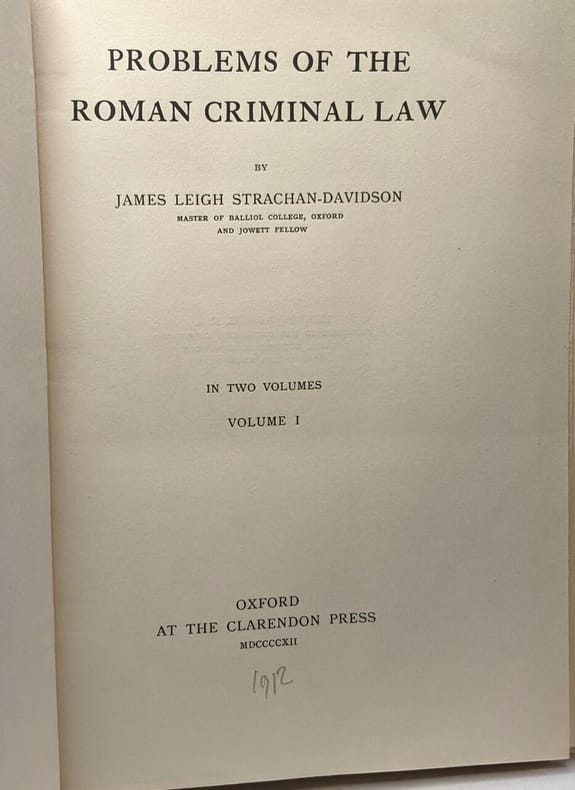 PROBLEMS OF THE
ROMAN CRIMINAL LAW
BY
JAMES LEIGH STRACHAN-DAVIDSON
MASTER OF BALLIOL COLLEGE, OXFORD
AND JOWETT FELLOW
IN TWO VOLUMES
VOLUME I
OXFORD
AT THE CLARENDON PRESS
MDCCCCXII
1912